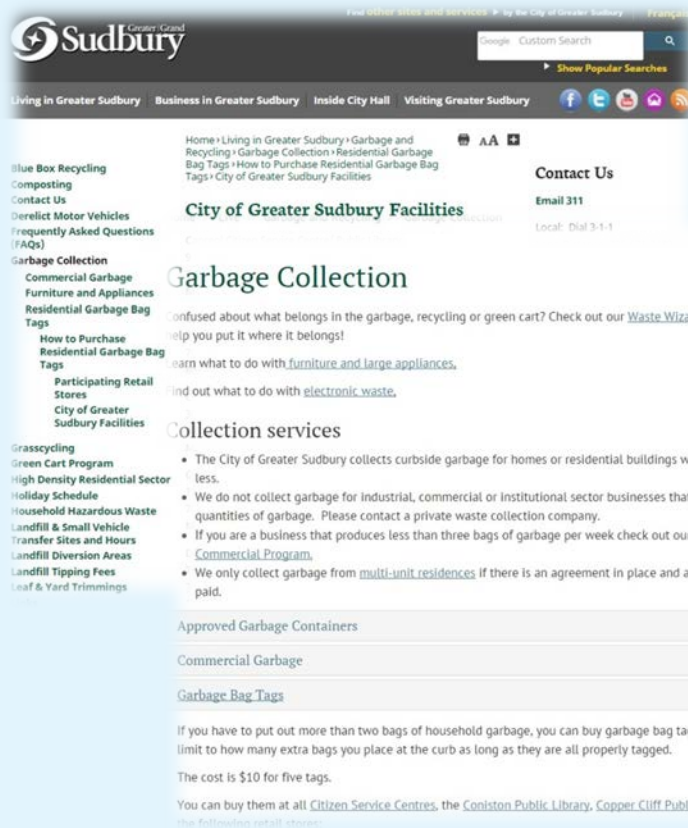 Find other sites and services by the City of Greater Sudbury Français
Greater Grand
Sudbury
Google Custom Search
Show Popular Searches
Living in Greater Sudbury Business in Greater Sudbury Inside City Hall Visiting Greater Sudbury
Home › Living in Greater Sudbury › Garbage and
Recycling › Garbage Collection › Residential Garbage
Bag Tags › How to Purchase Residential Garbage Bag
Tags › City of Greater Sudbury Facilities
AA
City of Greater Sudbury Facilities
Contact Us
Email 311
Local: Dial 3-1-1
Blue Box Recycling
Composting
Contact Us
Derelict Motor Vehicles
Frequently Asked Questions
(FAQs)
Garbage Collection
Commercial Garbage
Furniture and Appliances
Residential Garbage Bag
Tags
How to Purchase
Residential Garbage Bag
Tags
Participating Retail
Stores
City of Greater
Sudbury Facilities
Grasscycling
Green Cart Program
High Density Residential Sector
Holiday Schedule
Household Hazardous Waste
Landfill & Small Vehicle
Transfer Sites and Hours
Landfill Diversion Areas
Landfill Tipping Fees
Leaf & Yard Trimmings
Garbage Collection
Confused about what belongs in the garbage, recycling or green cart? Check out our Waste Wiza
help you put it where it belongs!
Learn what to do with furniture and large appliances.
Find out what to do with electronic waste.
Collection services
• The City of Greater Sudbury collects curbside garbage for homes or residential buildings w
less.
• We do not collect garbage for industrial, commercial or institutional sector businesses that
quantities of garbage. Please contact a private waste collection company.
• If you are a business that produces less than three bags of garbage per week check out our
Commercial Program.
• We only collect garbage from multi-unit residences if there is an agreement in place and a
paid.
Approved Garbage Containers
Commercial Garbage
Garbage Bag Tags
If you have to put out more than two bags of household garbage, you can buy garbage bag ta
limit to how many extra bags you place at the curb as long as they are all properly tagged.
The cost is $10 for five tags.
You can buy them at all Citizen Service Centres, the Coniston Public Library, Copper Cliff Publ
the following retail stores: